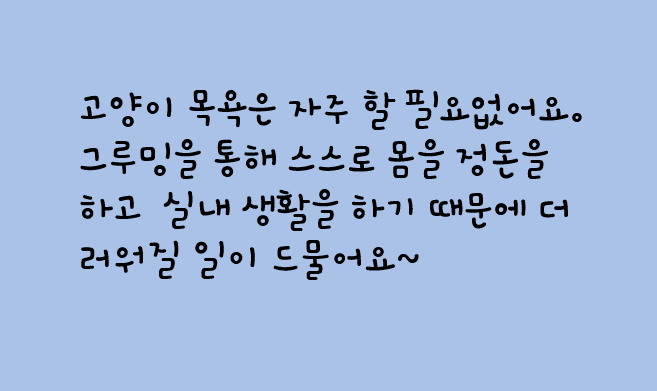 고양이 목욕은 자주 할 필요없어요.
그루밍을 통해 스스로 몸을 정돈을
하고 실내 생활을 하기 때문에 더
러워질 일이 드물어요~